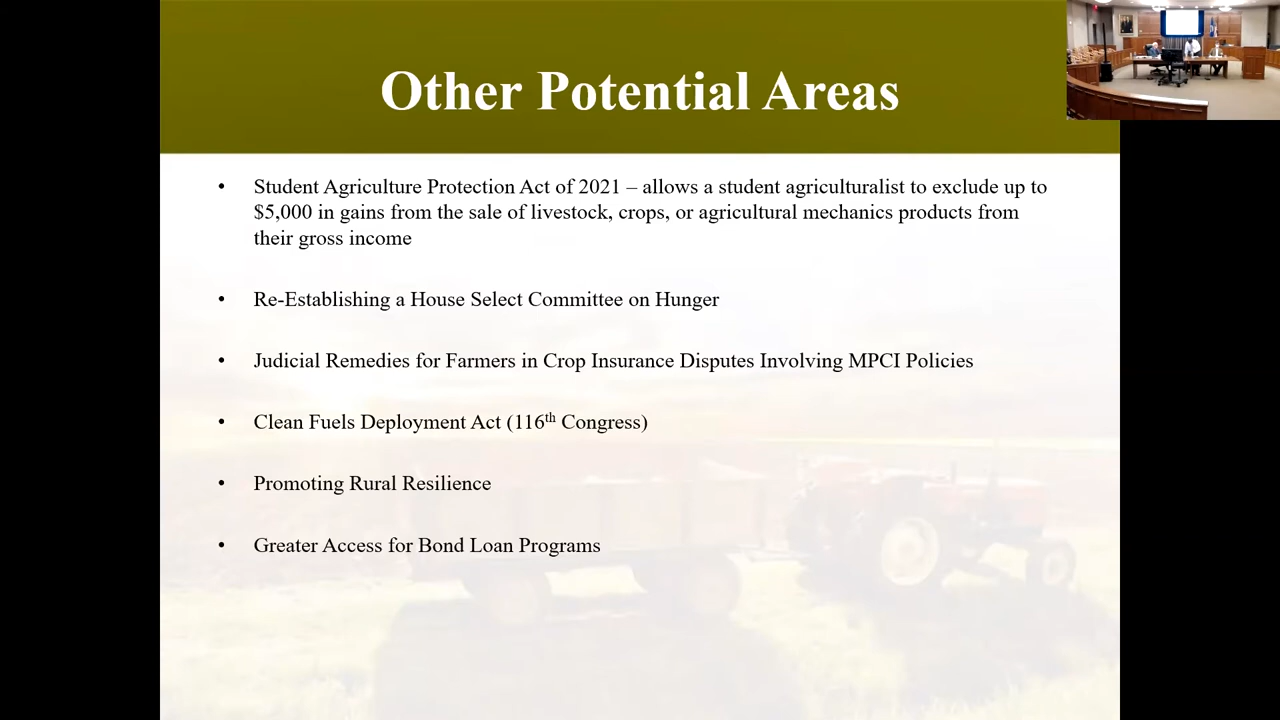 Other Potential Areas
• Student Agriculture Protection Act of 2021 – allows a student agriculturalist to exclude up to
$5,000 in gains from the sale of livestock, crops, or agricultural mechanics products from
their gross income
• Re-Establishing a House Select Committee on Hunger
• Judicial Remedies for Farmers in Crop Insurance Disputes Involving MPCI Policies
• Clean Fuels Deployment Act (116th Congress)
• Promoting Rural Resilience
• Greater Access for Bond Loan Programs